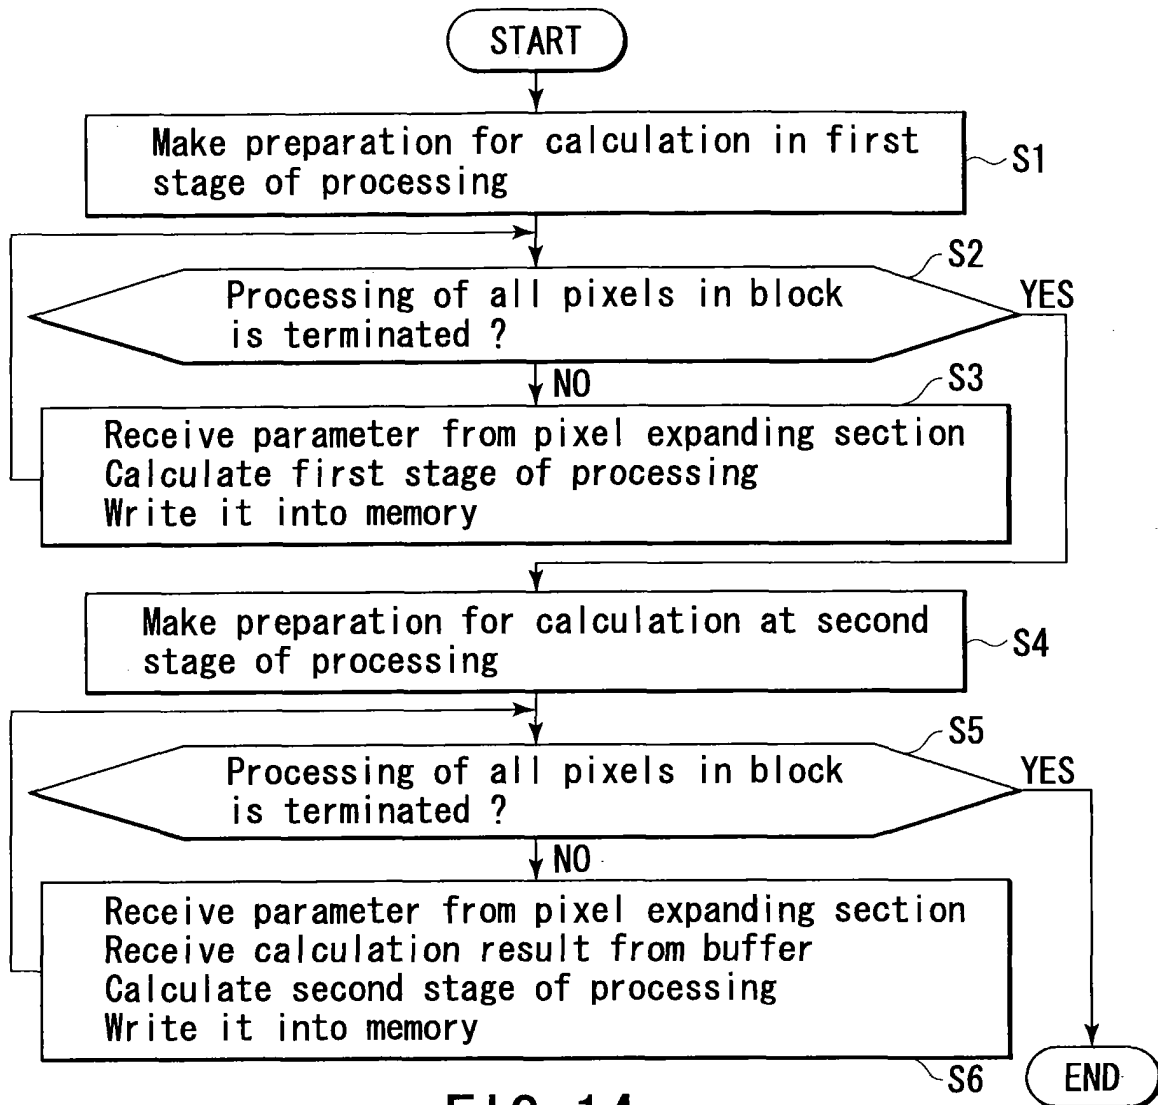 START
Make preparation for calculation in first
stage of processing
S1
S2
Processing of all pixels in block
is terminated ?
YES
NO
S3
Receive parameter from pixel expanding section
Calculate first stage of processing
Write it into memory
Make preparation for calculation at second
stage of processing
S4
S5
Processing of all pixels in block
is terminated ?
YES
NO
Receive parameter from pixel expanding section
Receive calculation result from buffer
Calculate second stage of processing
Write it into memory
S6
END
FIG. 14